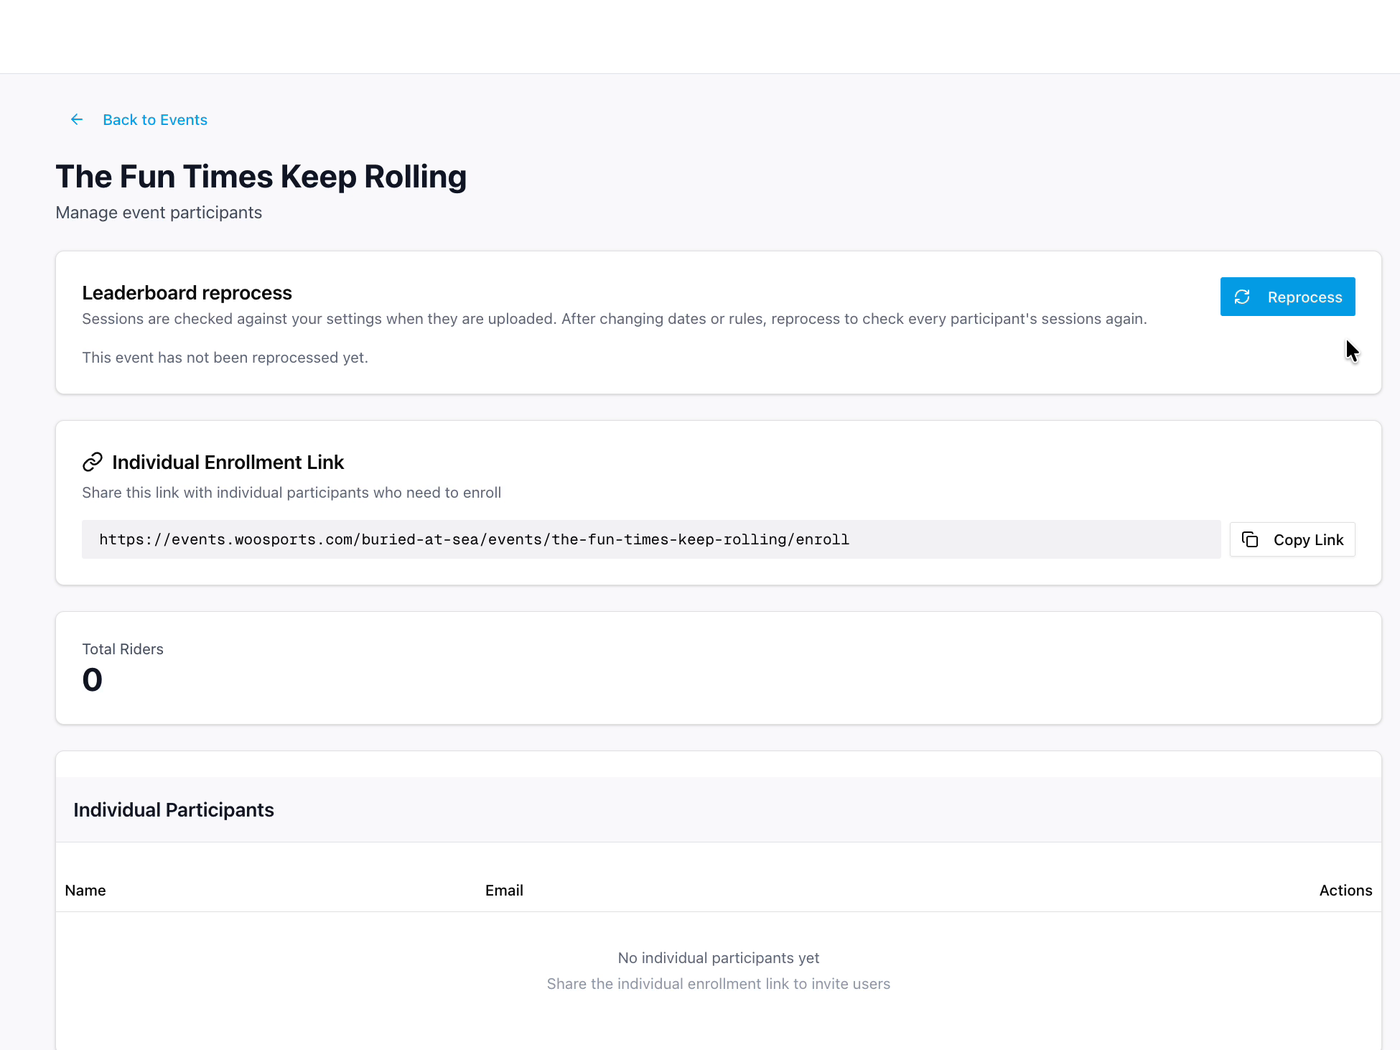 Back to Events
The Fun Times Keep Rolling
Manage event participants
Leaderboard reprocess
Reprocess
Sessions are checked against your settings when they are uploaded. After changing dates or rules, reprocess to check every participant's sessions again.
This event has not been reprocessed yet.
Individual Enrollment Link
Share this link with individual participants who need to enroll
https://events.woosports.com/buried-at-sea/events/the-fun-times-keep-rolling/enroll
Copy Link
Total Riders
0
Individual Participants
Name Email Actions
No individual participants yet
Share the individual enrollment link to invite users